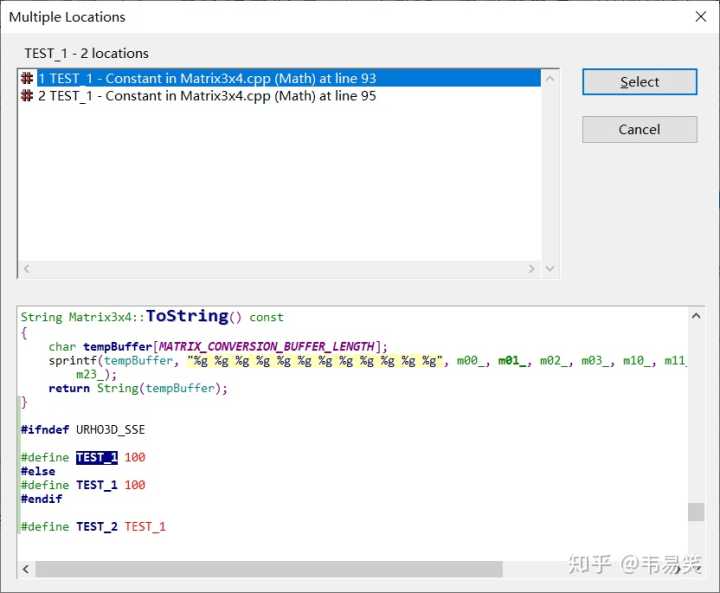 Multiple Locations
TEST_1 - 2 locations
1 TEST_1 - Constant in Matrix3x4.cpp (Math) at line 93
2 TEST_1 - Constant in Matrix3x4.cpp (Math) at line 95
Select
Cancel
String Matrix3x4::ToString() const
{
char tempBuffer[MATRIX_CONVERSION_BUFFER_LENGTH];
sprintf(tempBuffer, "%g %g %g %g %g %g %g %g %g %g %g %g", m00_, m01_, m02_, m03_, m10_, m11_
m23_);
return String(tempBuffer);
}
#ifndef URHO3D_SSE
#define TEST_1 100
#else
#define TEST_1 100
#endif
#define TEST_2 TEST_1
知乎 @韦易笑